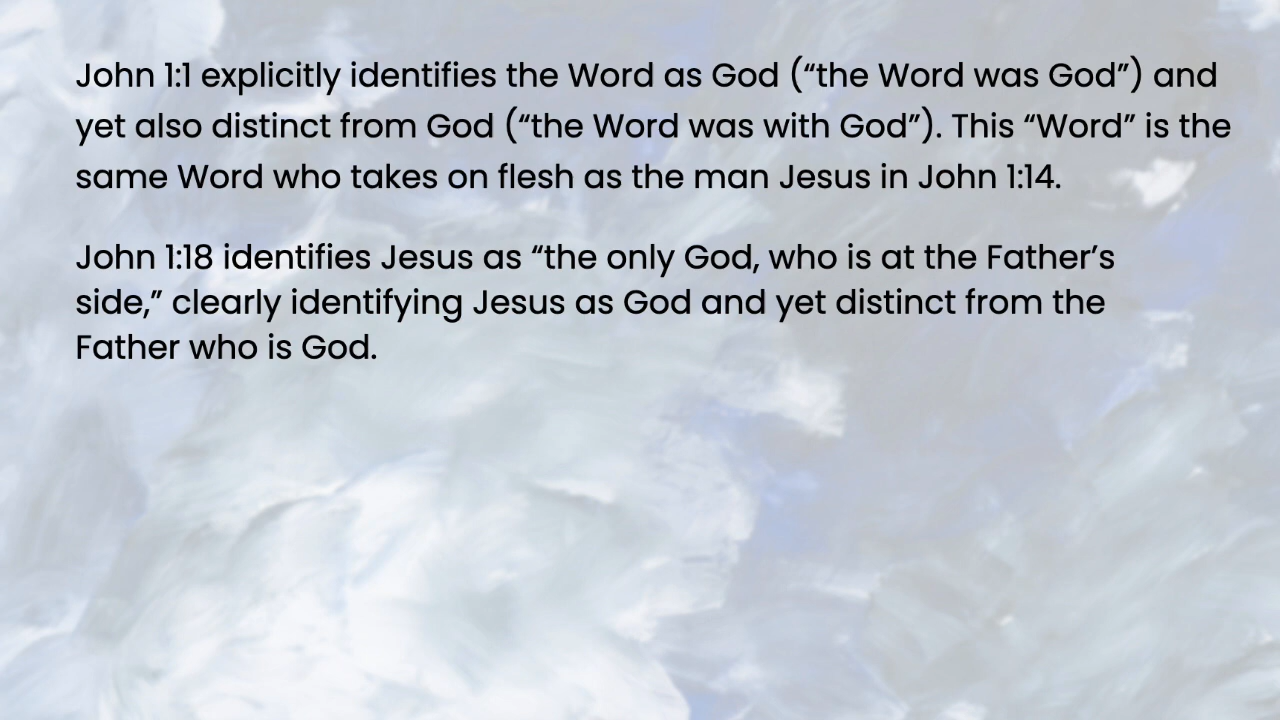 John 1:1 explicitly identifies the Word as God (“the Word was God”) and
yet also distinct from God (“the Word was with God”). This “Word” is the
same Word who takes on flesh as the man Jesus in John 1:14.
John 1:18 identifies Jesus as “the only God, who is at the Father’s
side,” clearly identifying Jesus as God and yet distinct from the
Father who is God.